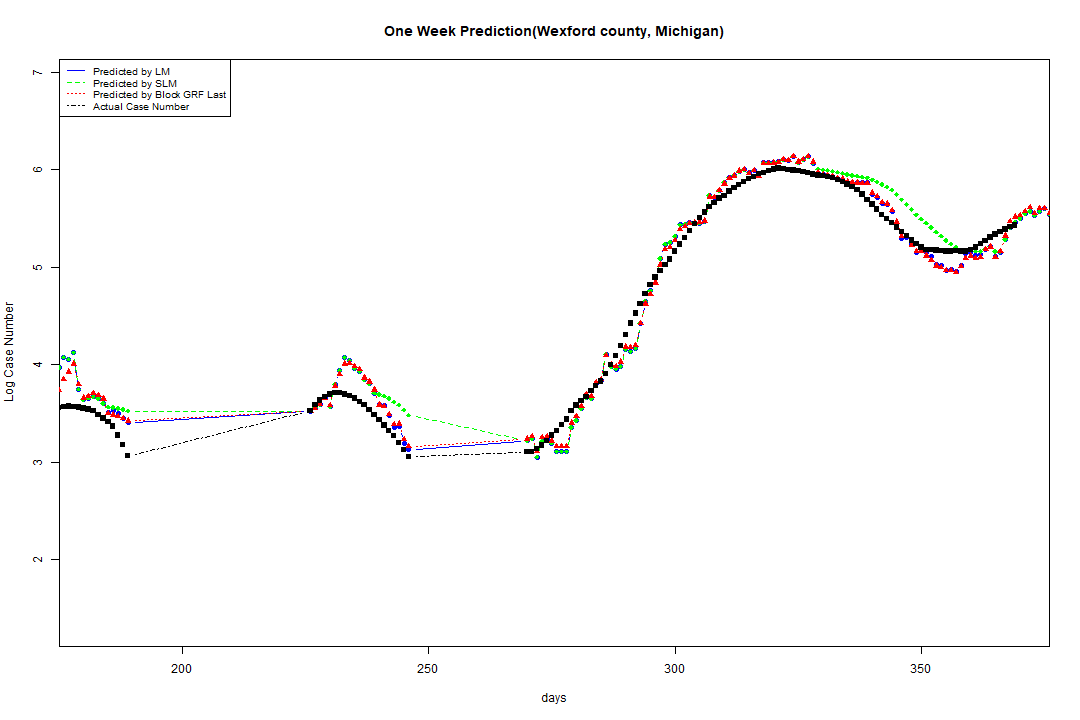 One Week Prediction(Wexford county, Michigan)
Predicted by LM
Predicted by SLM
Predicted by Block GRF Last
Actual Case Number
7
6
5
4
3
2
Log Case Number
200
250
300
350
days